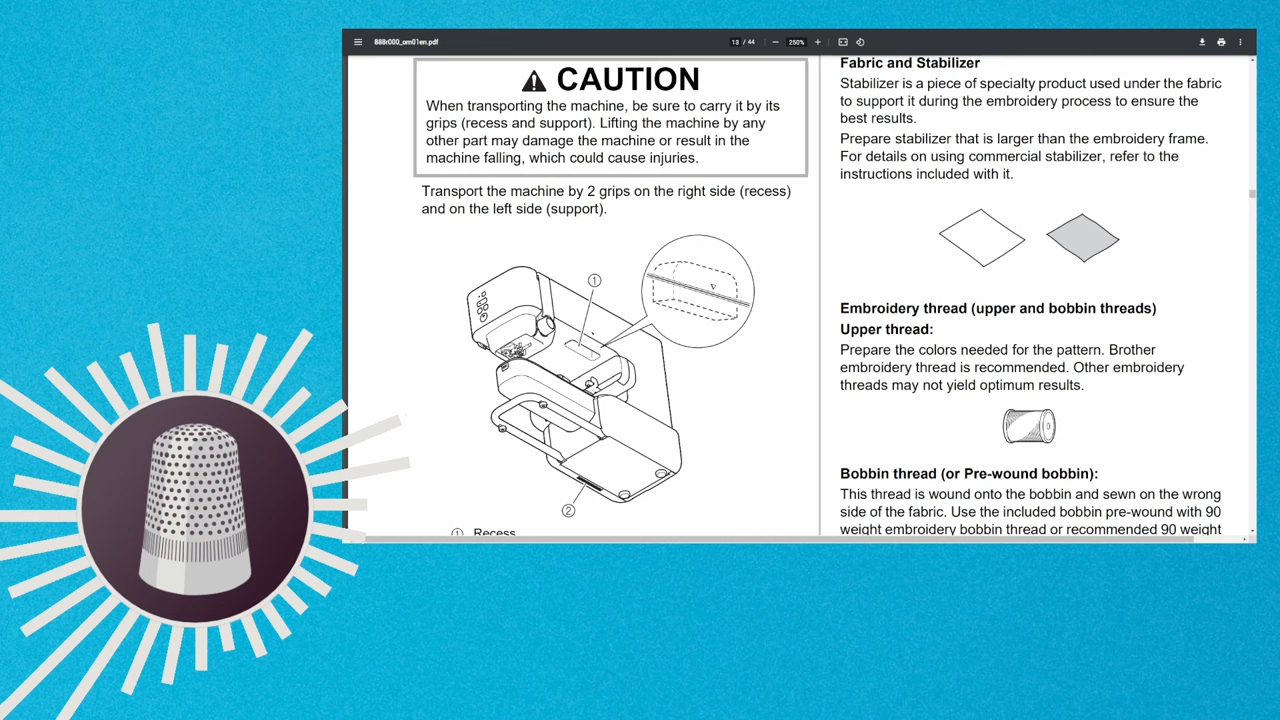 888r000_om01en.pdf
13 / 44
250%
CAUTION
When transporting the machine, be sure to carry it by its
grips (recess and support). Lifting the machine by any
other part may damage the machine or result in the
machine falling, which could cause injuries.
Transport the machine by 2 grips on the right side (recess)
and on the left side (support).
①
②
① Recess
Fabric and Stabilizer
Stabilizer is a piece of specialty product used under the fabric
to support it during the embroidery process to ensure the
best results.
Prepare stabilizer that is larger than the embroidery frame.
For details on using commercial stabilizer, refer to the
instructions included with it.
Embroidery thread (upper and bobbin threads)
Upper thread:
Prepare the colors needed for the pattern. Brother
embroidery thread is recommended. Other embroidery
threads may not yield optimum results.
Bobbin thread (or Pre-wound bobbin):
This thread is wound onto the bobbin and sewn on the wrong
side of the fabric. Use the included bobbin pre-wound with 90
weight embroidery bobbin thread or recommended 90 weight